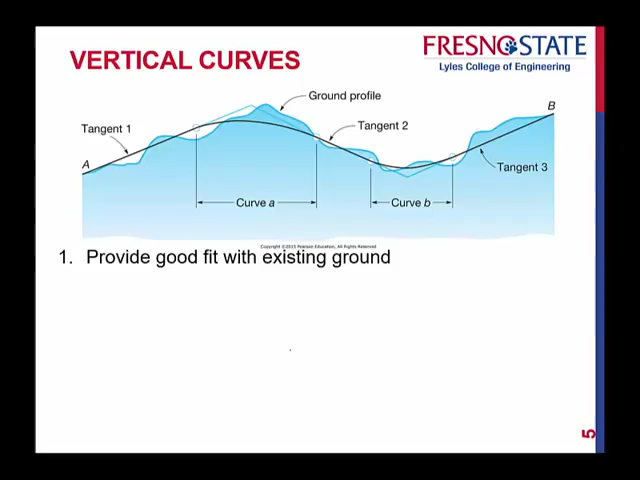 VERTICAL CURVES
FRESNO STATE
Lyles College of Engineering
Ground profile
B
Tangent 1
Tangent 2
A
Tangent 3
Curve a
Curve b
Copyright ©2015 Pearson Education, All Rights Reserved
1. Provide good fit with existing ground
5